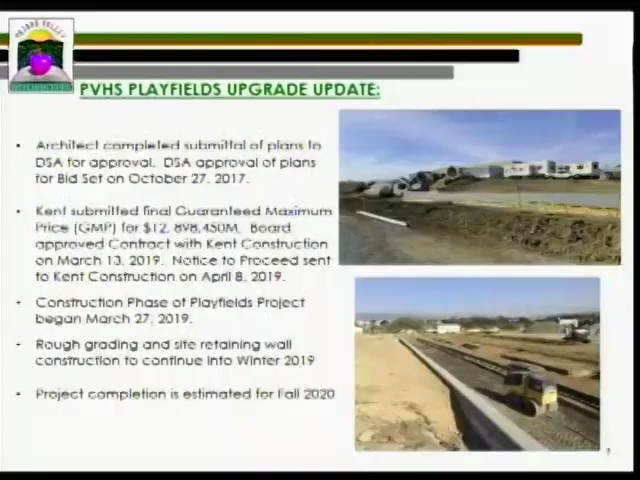 PAJARO VALLEY
PVHS PLAYFIELDS UPGRADE UPDATE:
• Architect completed submittal of plans to
DSA for approval. DSA approval of plans
for Bid Set on October 27, 2017.
• Kent submitted final Guaranteed Maximum
Price (GMP) for $12, 898,450M. Board
approved Contract with Kent Construction
on March 13, 2019. Notice to Proceed sent
to Kent Construction on April 8, 2019.
• Construction Phase of Playfields Project
began March 27, 2019.
• Rough grading and site retaining wall
construction to continue into Winter 2019
• Project completion is estimated for Fall 2020